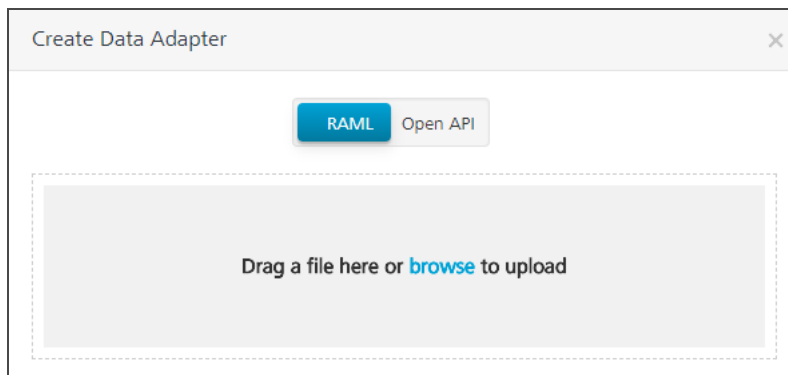 Create Data Adapter
RAML Open API
Drag a file here or browse to upload